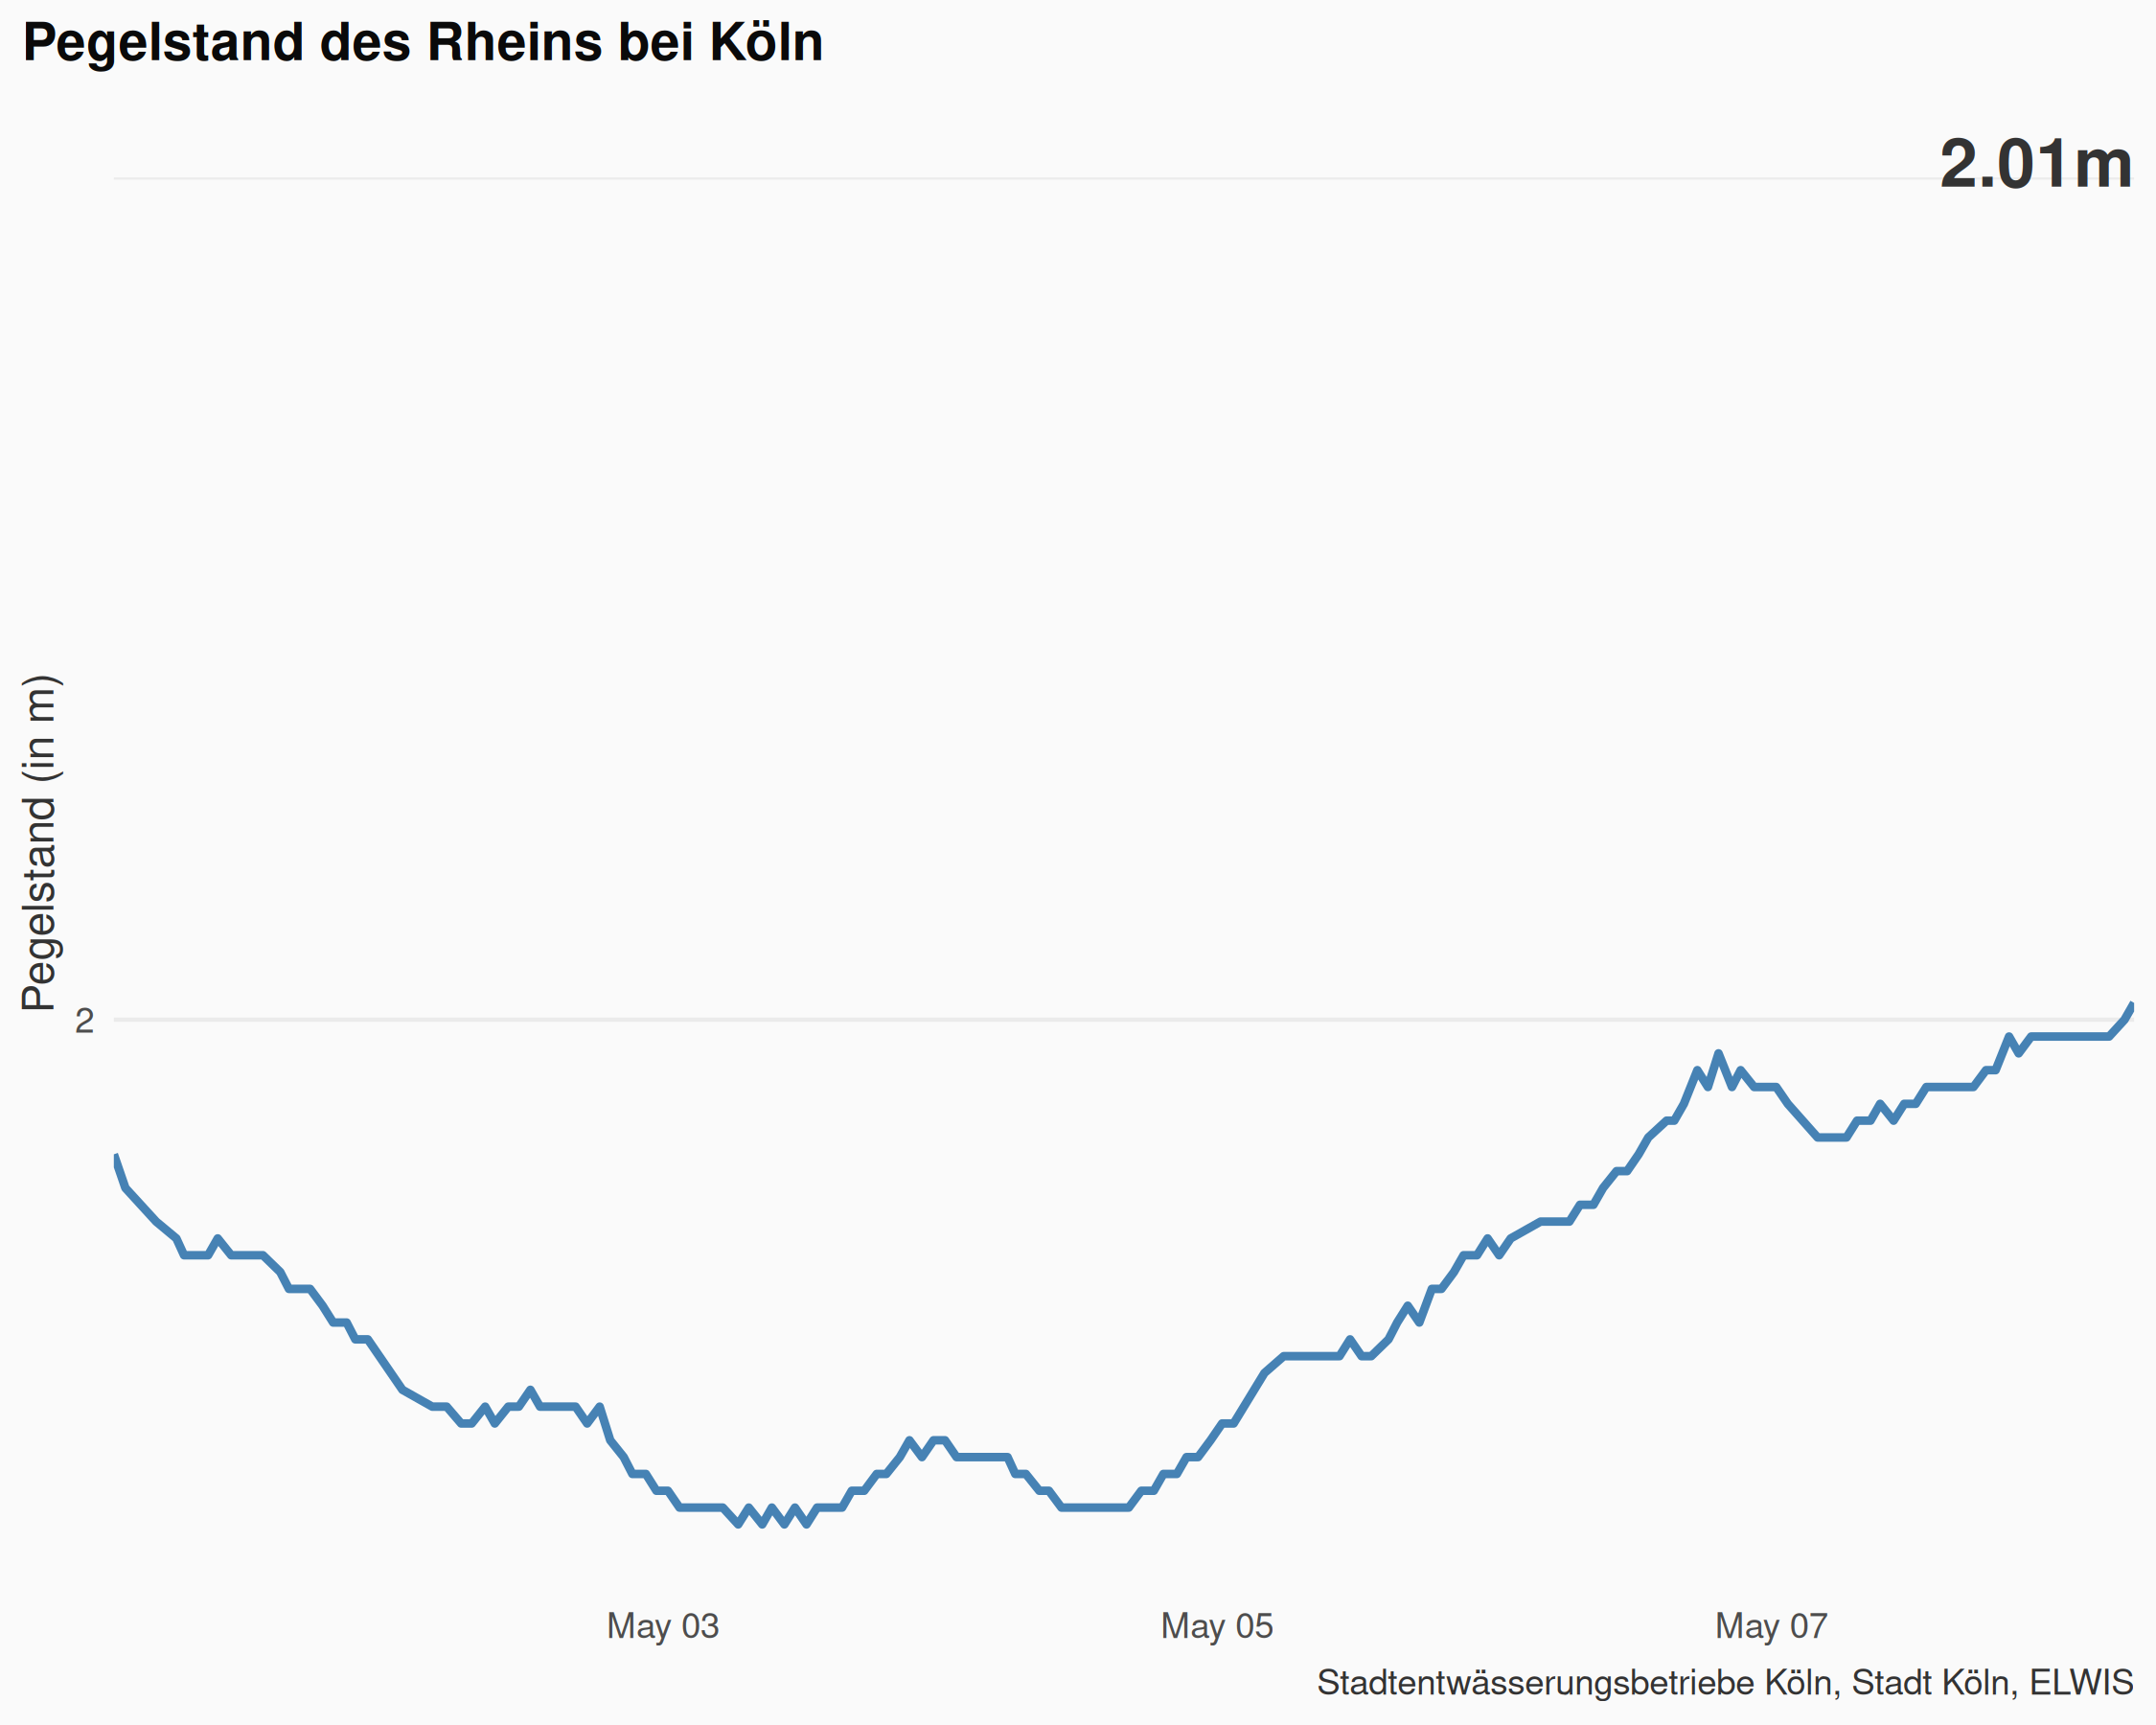 Pegelstand des Rheins bei Köln
2.01m
Pegelstand (in m)
2
May 03
May 05
May 07
Stadtentwässerungsbetriebe Köln, Stadt Köln, ELWIS